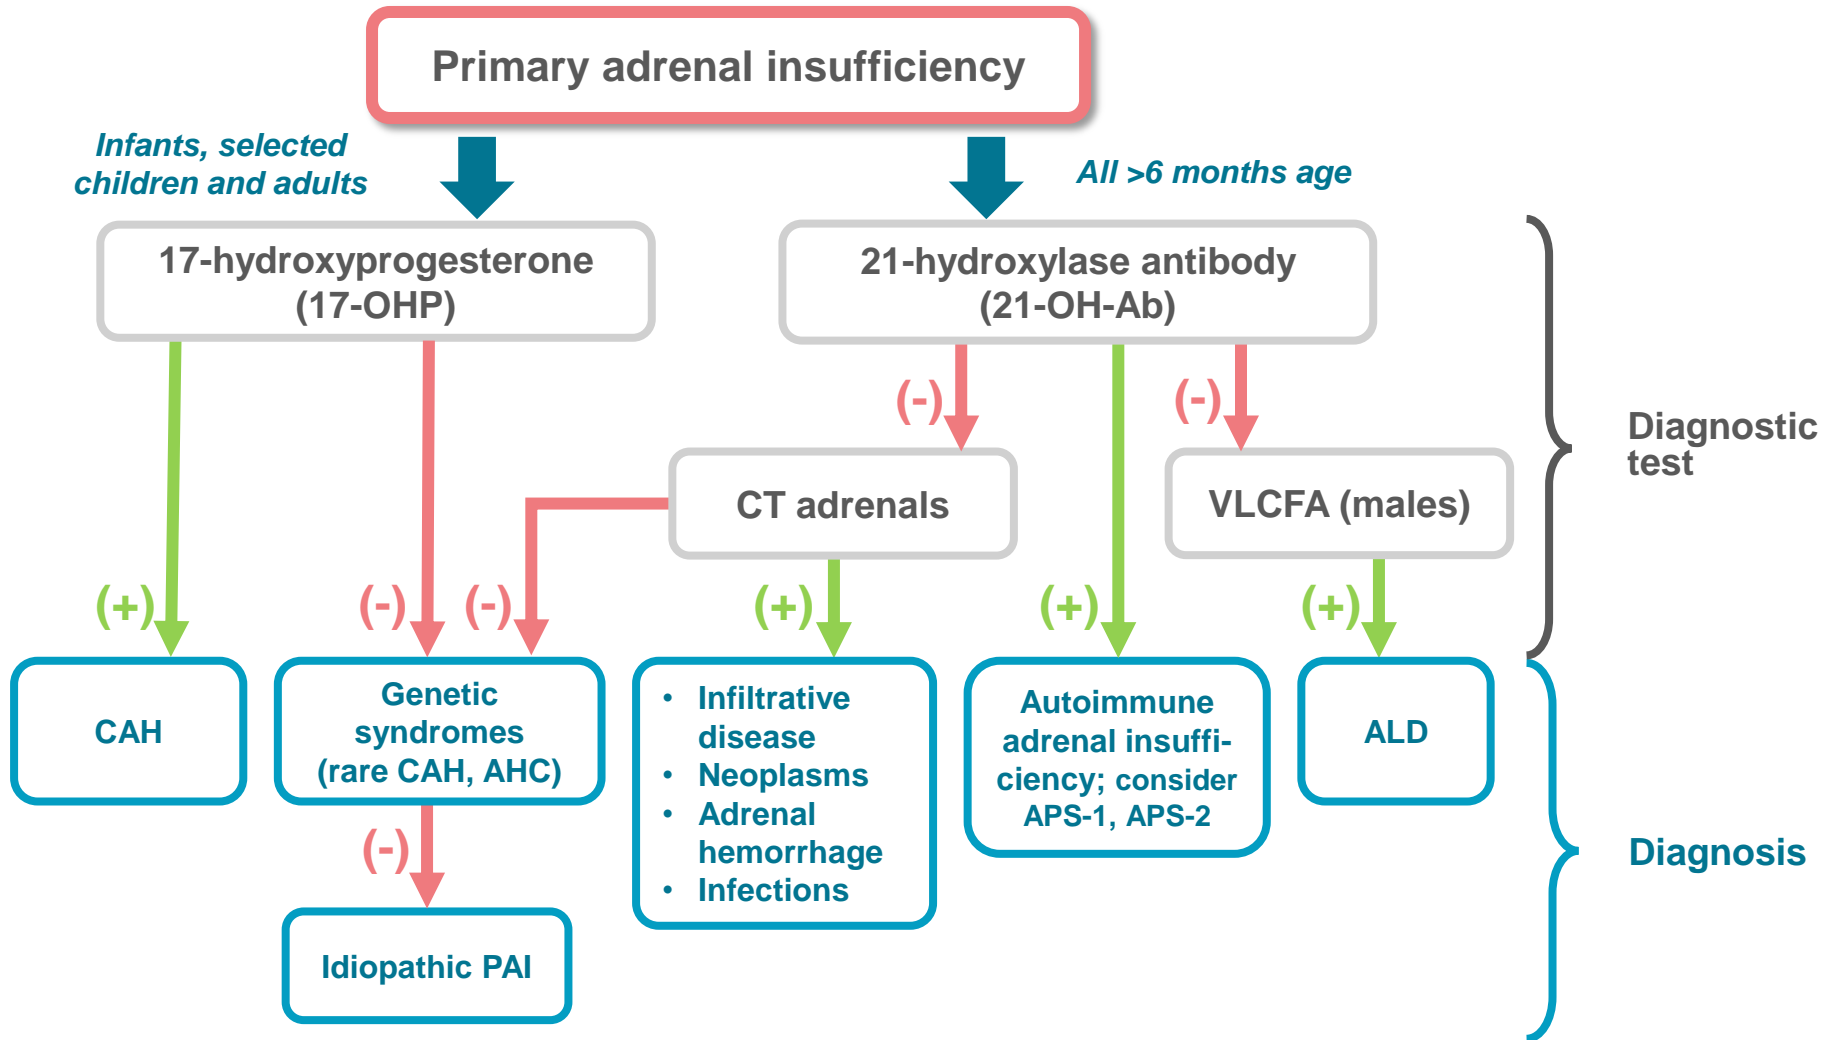 Primary adrenal insufficiency
Infants, selected
children and adults
All >6 months age
17-hydroxyprogesterone
(17-OHP)
21-hydroxylase antibody
(21-OH-Ab)
(-)
(-)
Diagnostic
test
CT adrenals
VLCFA (males)
(+)
(-)
(-)
(+)
(+)
(+)
CAH
Genetic
syndromes
(rare CAH, AHC)
• Infiltrative
disease
• Neoplasms
• Adrenal
hemorrhage
• Infections
Autoimmune
adrenal insuffi-
ciency; consider
APS-1, APS-2
ALD
(-)
Diagnosis
Idiopathic PAI